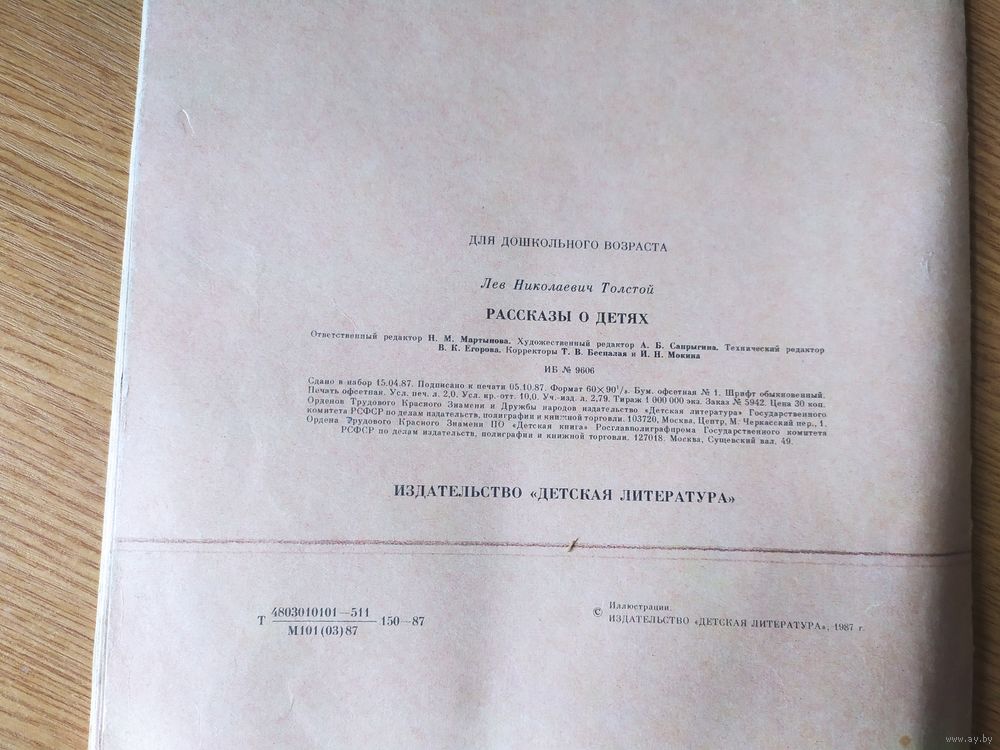 ДЛЯ ДОШКОЛЬНОГО ВОЗРАСТА
Лев Николаевич Толстой
РАССКАЗЫ О ДЕТЯХ
Ответственный редактор Н. М. Мартынова. Художественный редактор А. Б. Сапрыгина. Технический редактор
В. К. Егорова. Корректоры Т. В. Беспалая и И. Н. Мокина
ИБ № 9606
Сдано в набор 15.04.87. Подписано к печати 05.10.87. Формат 60×90¹/₈. Бум. офсетная № 1. Шрифт обыкновенный.
Печать офсетная. Усл. печ. л. 2,0. Усл. кр.-отт. 10,0. Уч.-изд. л. 2,79. Тираж 1 000 000 экз. Заказ № 5942. Цена 30 коп.
Орденов Трудового Красного Знамени и Дружбы народов издательство «Детская литература» Государственного
комитета РСФСР по делам издательств, полиграфии и книжной торговли. 103720, Москва, Центр, М. Черкасский пер., 1.
Ордена Трудового Красного Знамени ПО «Детская книга» Росглавполиграфпрома Государственного комитета
РСФСР по делам издательств, полиграфии и книжной торговли. 127018. Москва, Сущевский вал. 49.
ИЗДАТЕЛЬСТВО «ДЕТСКАЯ ЛИТЕРАТУРА»
Т 4803010101—511 / М101(03)87 150—87
© Иллюстрации.
ИЗДАТЕЛЬСТВО «ДЕТСКАЯ ЛИТЕРАТУРА», 1987 г.
www.ay.by